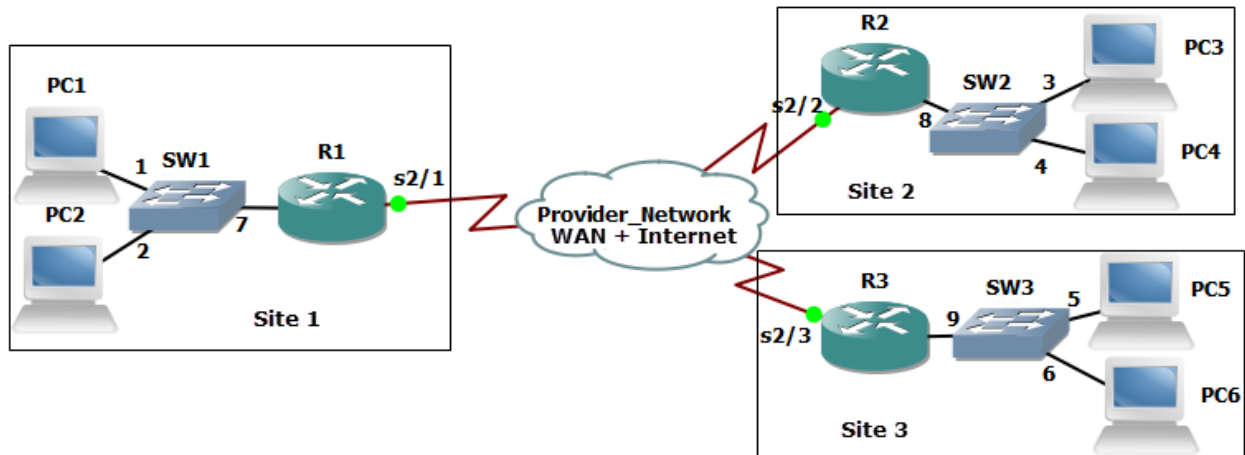 PC1
1
SW1
R1
s2/1
PC2
2
7
Site 1
Provider_Network
WAN + Internet
R2
s2/2
8
SW2
3
PC3
4
PC4
Site 2
R3
s2/3
9
SW3
5
PC5
6
PC6
Site 3